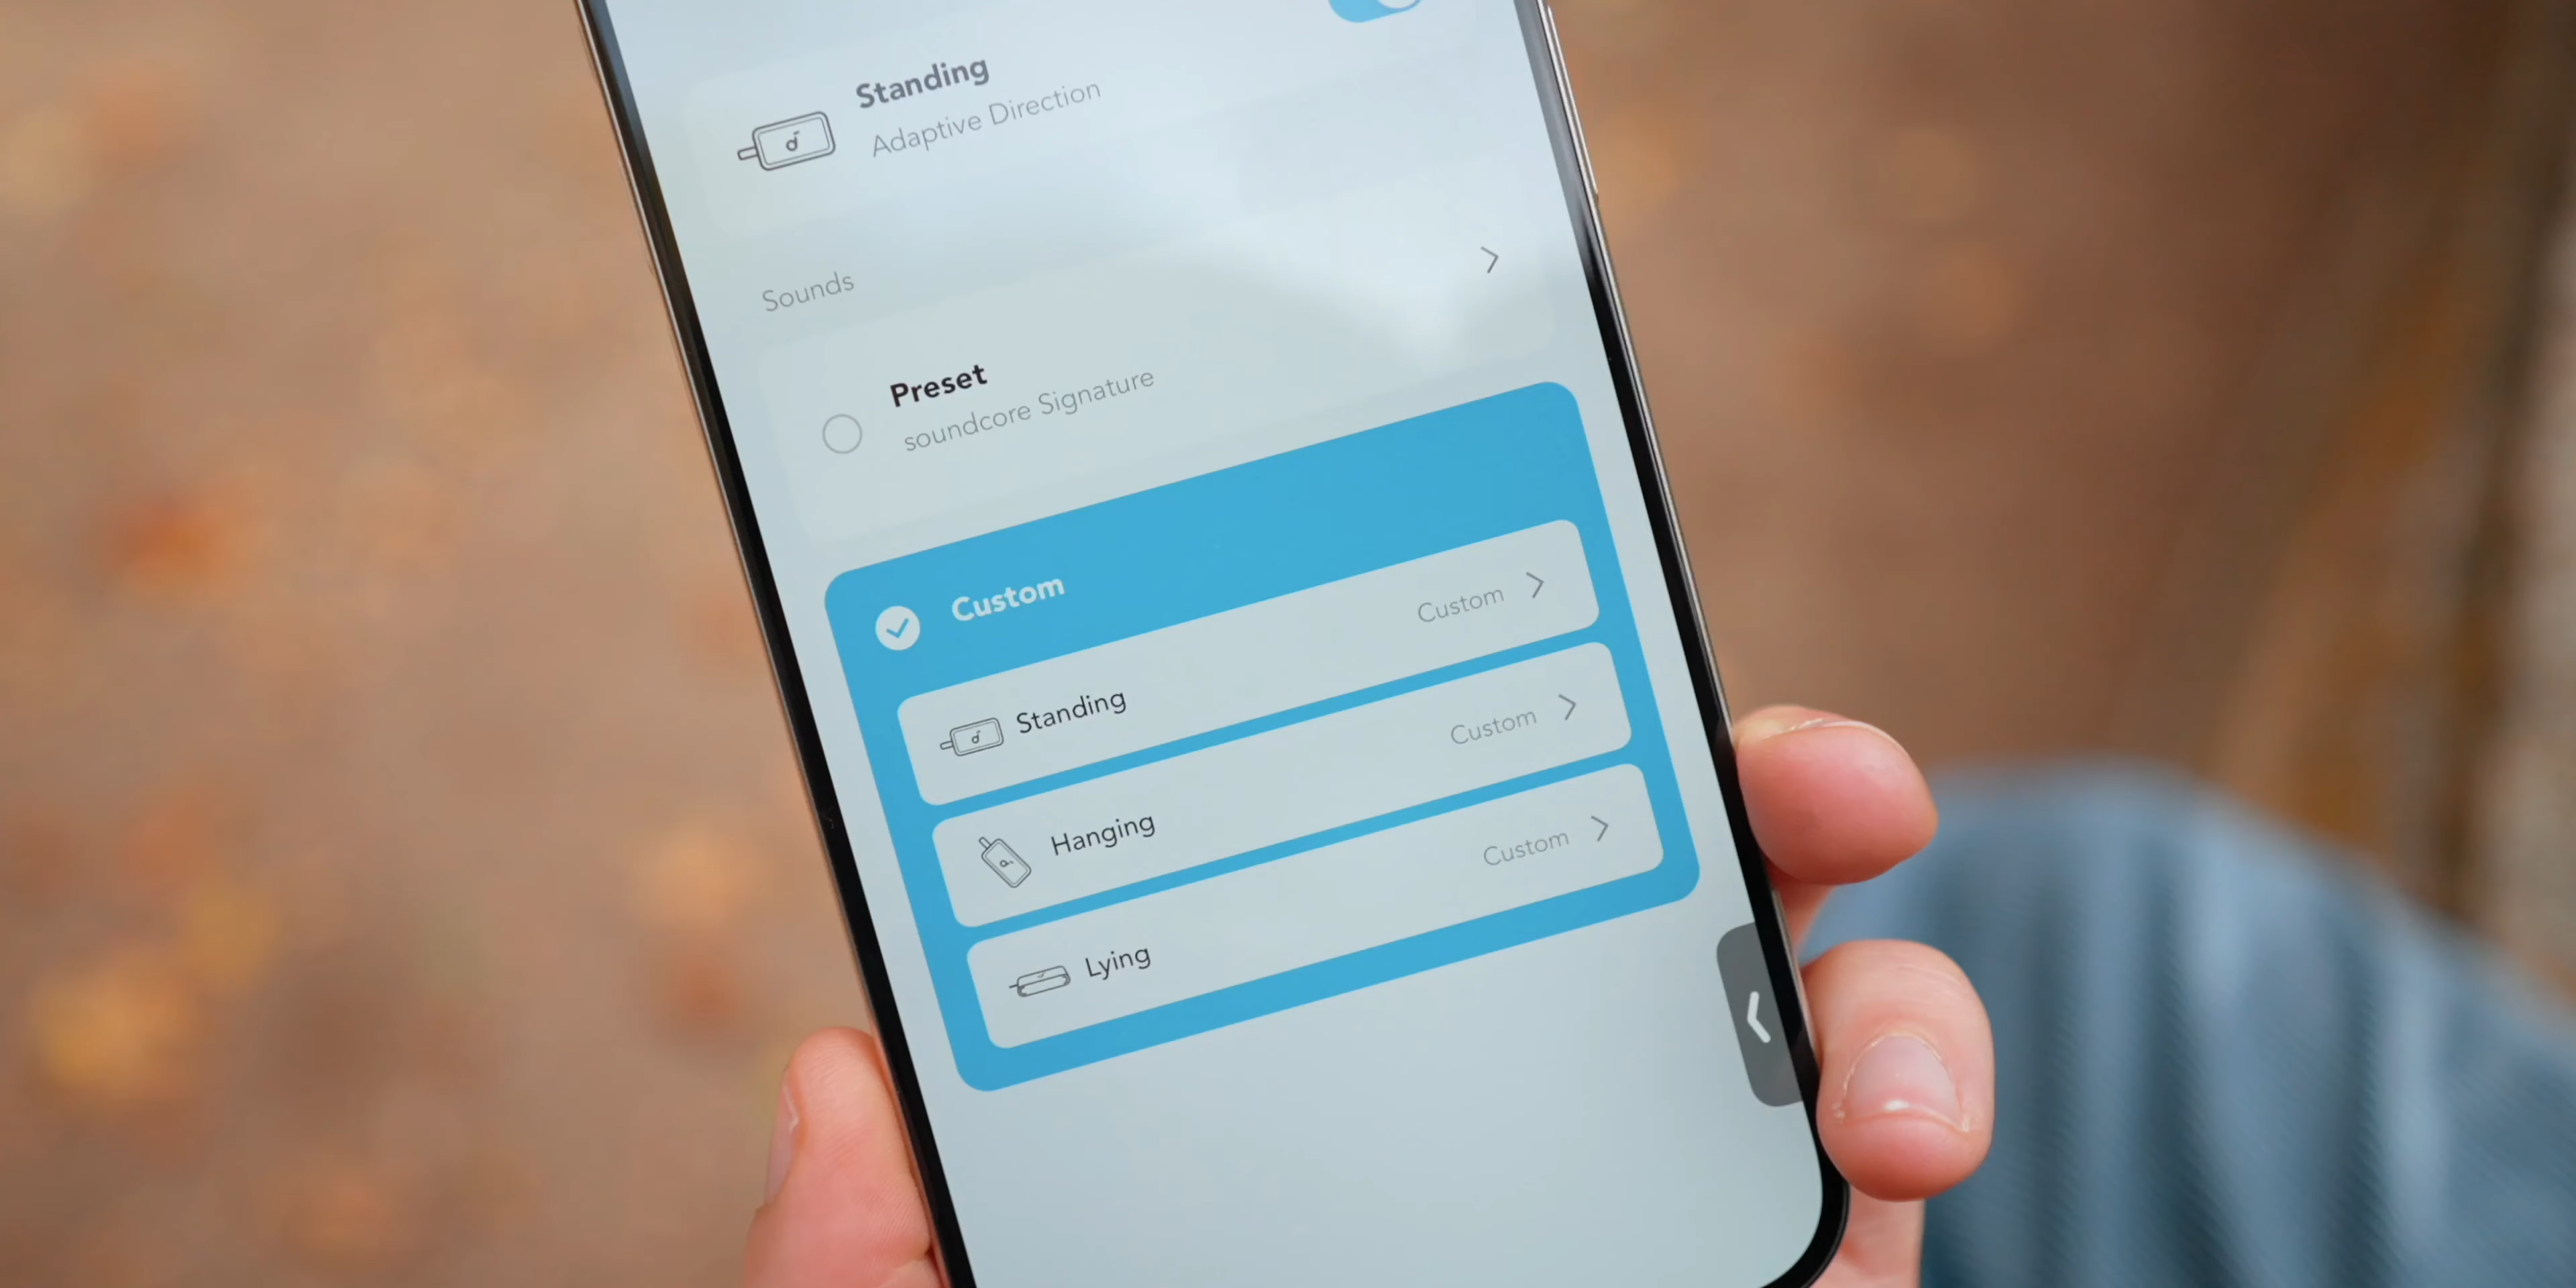 Standing
Adaptive Direction
Sounds
Preset
soundcore Signature
Custom
Standing Custom
Hanging Custom
Lying Custom